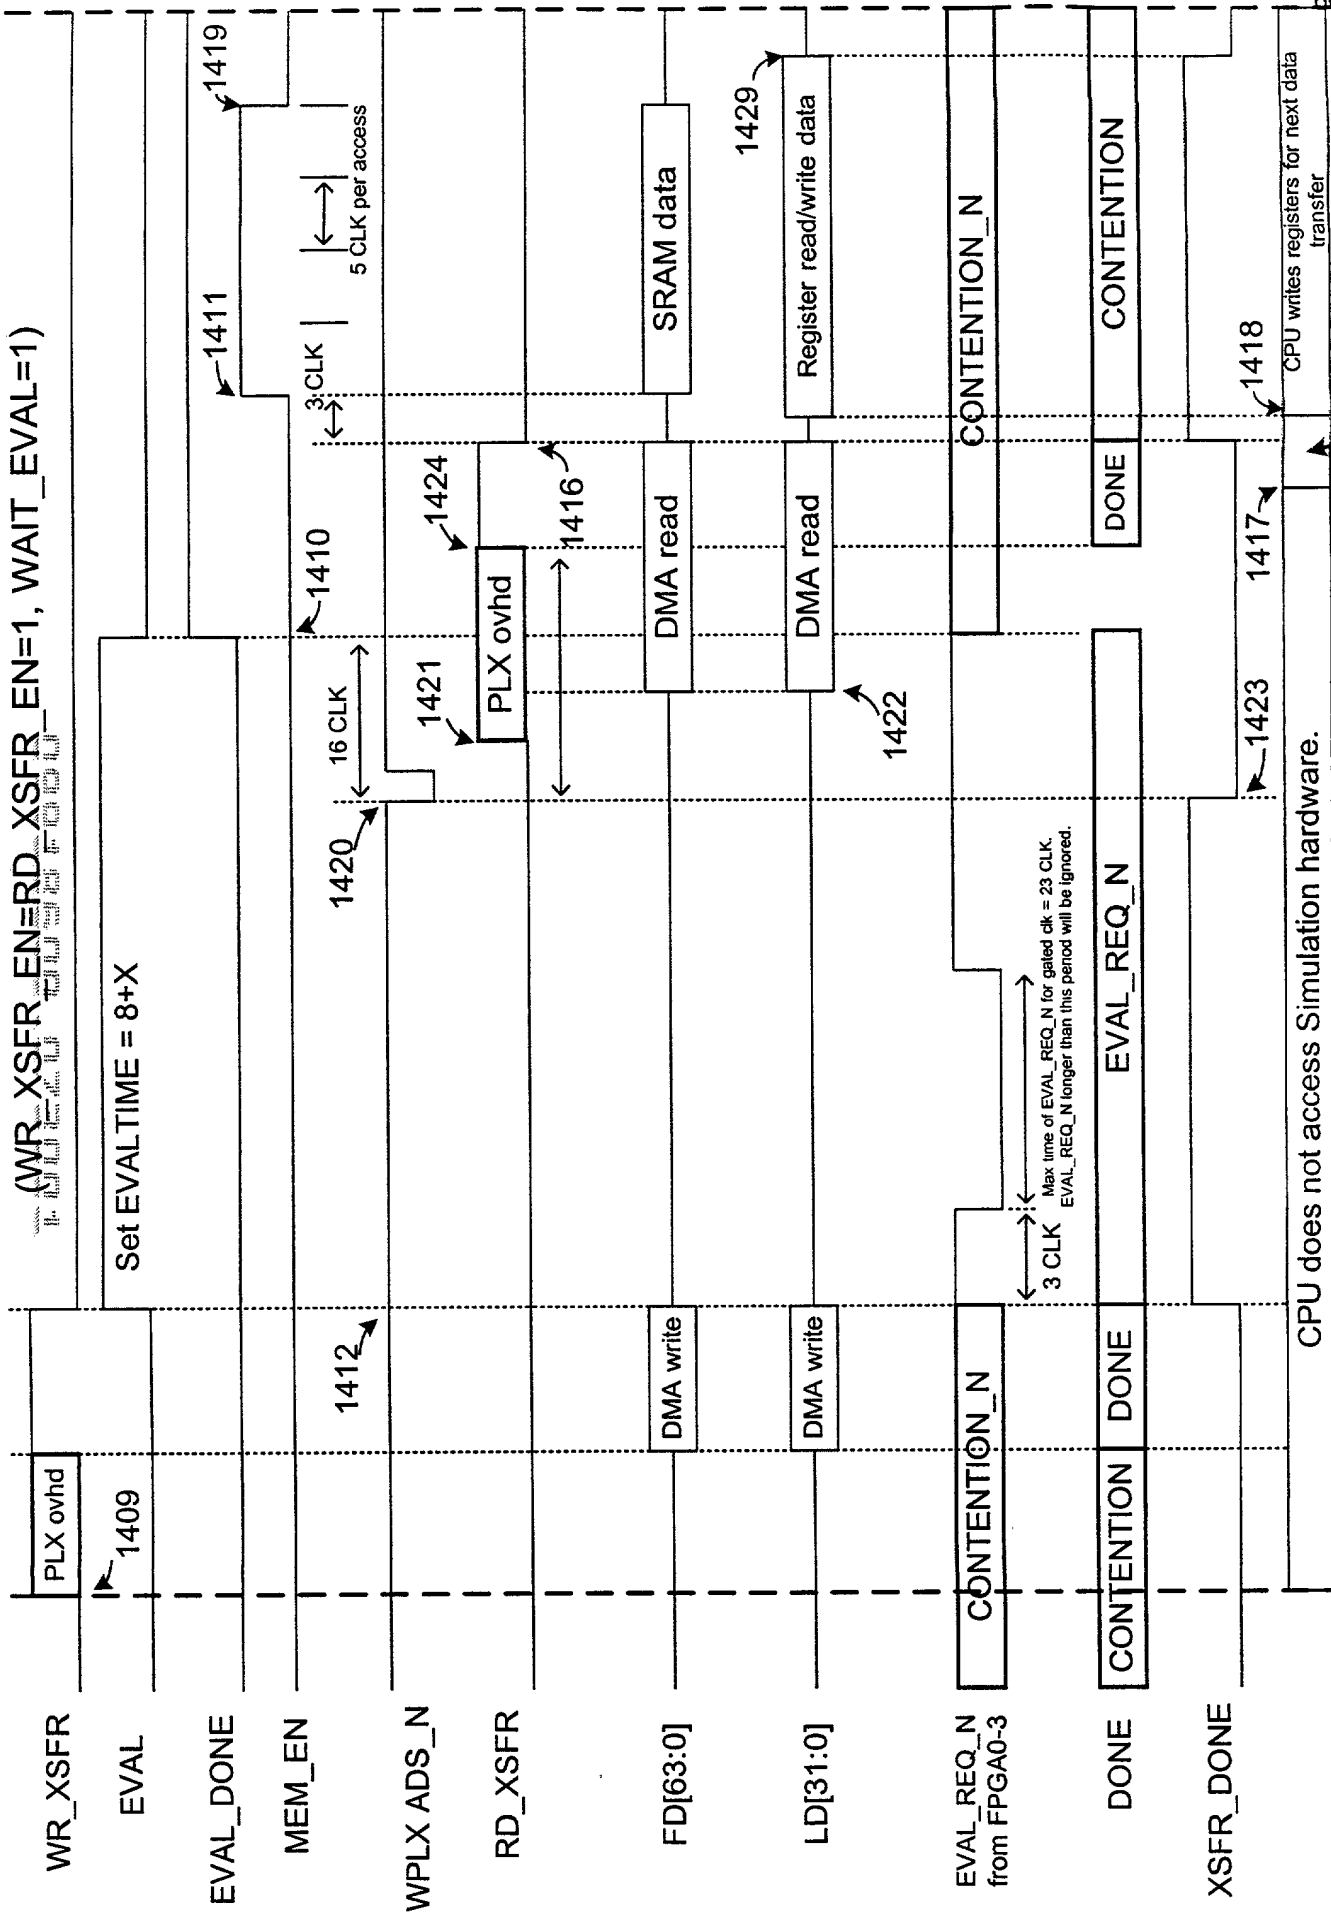 (WR_XSFR_EN=RD_XSFR_EN=1, WAIT_EVAL=1)
WR_XSFR
PLX ovhd
1409
EVAL
Set EVALTIME = 8+X
EVAL_DONE
MEM_EN
1410
1411
1419
3 CLK
5 CLK per access
WPLX ADS_N
1412
1420
16 CLK
RD_XSFR
1421
PLX ovhd
1424
1416
FD[63:0]
DMA write
DMA read
SRAM data
LD[31:0]
DMA write
DMA read
Register read/write data
1422
1429
EVAL_REQ_N
from FPGA0-3
CONTENTION_N
CONTENTION_N
3 CLK
Max time of EVAL_REQ_N for gated clk = 23 CLK.
EVAL_REQ_N longer than this period will be ignored.
DONE
CONTENTION
DONE
EVAL_REQ_N
DONE
CONTENTION
XSFR_DONE
1423
1417
1418
CPU does not access Simulation hardware.
CPU writes registers for next data
transfer